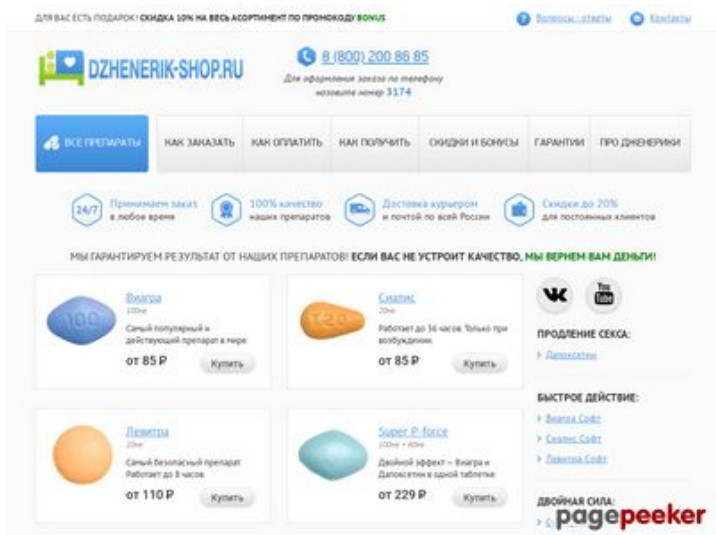 ДЛЯ ВАС ЕСТЬ ПОДАРОК! СКИДКА 10% НА ВЕСЬ АСОРТИМЕНТ ПО ПРОМОКОДУ BONUS
Вопросы - ответы
Контакты
DZHENERIK-SHOP.RU
8 (800) 200 86 85
Для оформления заказа по телефону
назовите номер 3174
ВСЕ ПРЕПАРАТЫ
КАК ЗАКАЗАТЬ
КАК ОПЛАТИТЬ
КАК ПОЛУЧИТЬ
СКИДКИ И БОНУСЫ
ГАРАНТИИ
ПРО ДЖЕНЕРИКИ
24/7
Принимаем заказ
в любое время
100% качество
наших препаратов
Доставка курьером
и почтой по всей России
Скидки до 20%
для постоянных клиентов
МЫ ГАРАНТИРУЕМ РЕЗУЛЬТАТ ОТ НАШИХ ПРЕПАРАТОВ! ЕСЛИ ВАС НЕ УСТРОИТ КАЧЕСТВО, МЫ ВЕРНЕМ ВАМ ДЕНЬГИ!
100
Виагра
100мг
Самый популярный и
действующий препарат в мире
от 85 ₽
Купить
T 20
Сиалис
20мг
Работает до 36 часов. Только при
возбуждении.
от 85 ₽
Купить
Левитра
20мг
Самый безопасный препарат.
Работает до 8 часов.
от 110 ₽
Купить
Super P-force
100мг + 60мг
Двойной эффект – Виагра и
Дапоксетин в одной таблетке.
от 229 ₽
Купить
You
Tube
ПРОДЛЕНИЕ СЕКСА:
Дапоксетин
БЫСТРОЕ ДЕЙСТВИЕ:
Виагра Софт
Сиалис Софт
Левитра Софт
ДВОЙНАЯ СИЛА:
pagepeeker